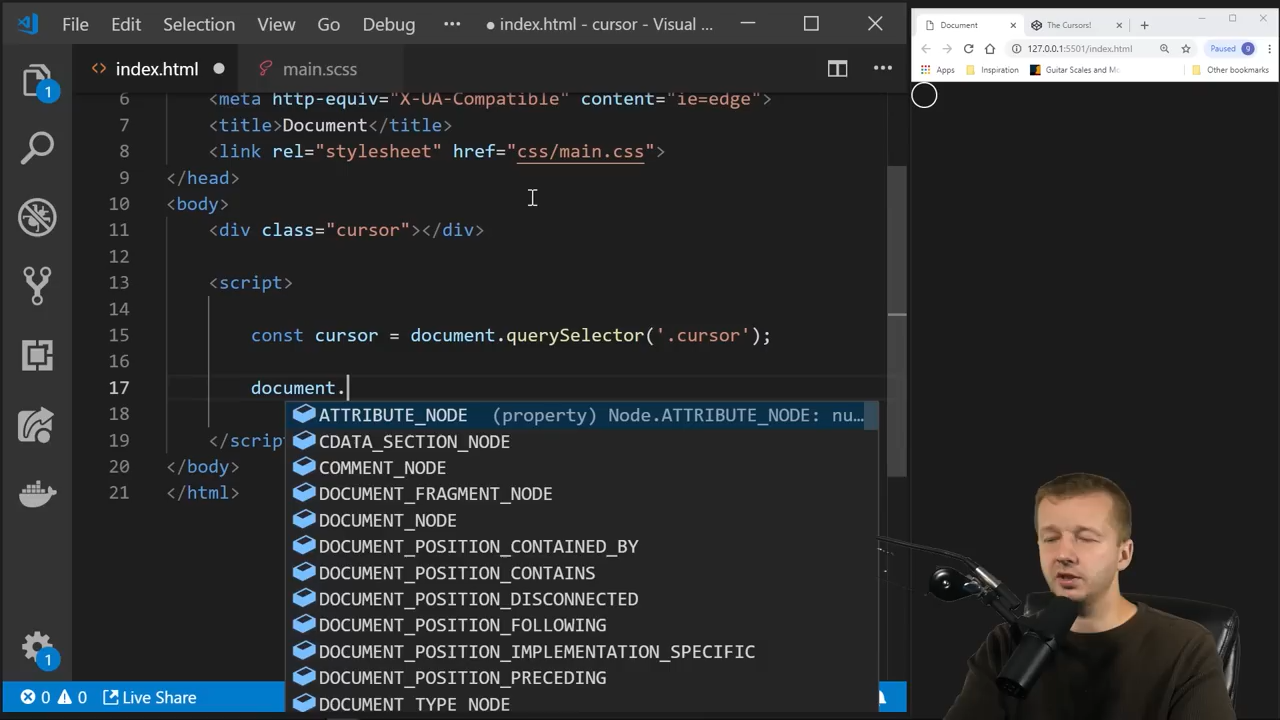 File Edit Selection View Go Debug ··· ● index.html - cursor - Visual ...
index.html ● main.scss ···
6 <meta http-equiv="X-UA-Compatible" content="ie=edge">
7 <title>Document</title>
8 <link rel="stylesheet" href="css/main.css">
9 </head>
10 <body>
11 <div class="cursor"></div>
12
13 <script>
14
15 const cursor = document.querySelector('.cursor');
16
17 document.
18
19 </scrip
20 </body>
21 </html>
ATTRIBUTE_NODE (property) Node.ATTRIBUTE_NODE: nu…
CDATA_SECTION_NODE
COMMENT_NODE
DOCUMENT_FRAGMENT_NODE
DOCUMENT_NODE
DOCUMENT_POSITION_CONTAINED_BY
DOCUMENT_POSITION_CONTAINS
DOCUMENT_POSITION_DISCONNECTED
DOCUMENT_POSITION_FOLLOWING
DOCUMENT_POSITION_IMPLEMENTATION_SPECIFIC
DOCUMENT_POSITION_PRECEDING
DOCUMENT_TYPE_NODE
1
1
0 0 Live Share
Document The Cursors!
127.0.0.1:5501/index.html Paused 9
Apps Inspiration Guitar Scales and Mo Other bookmarks